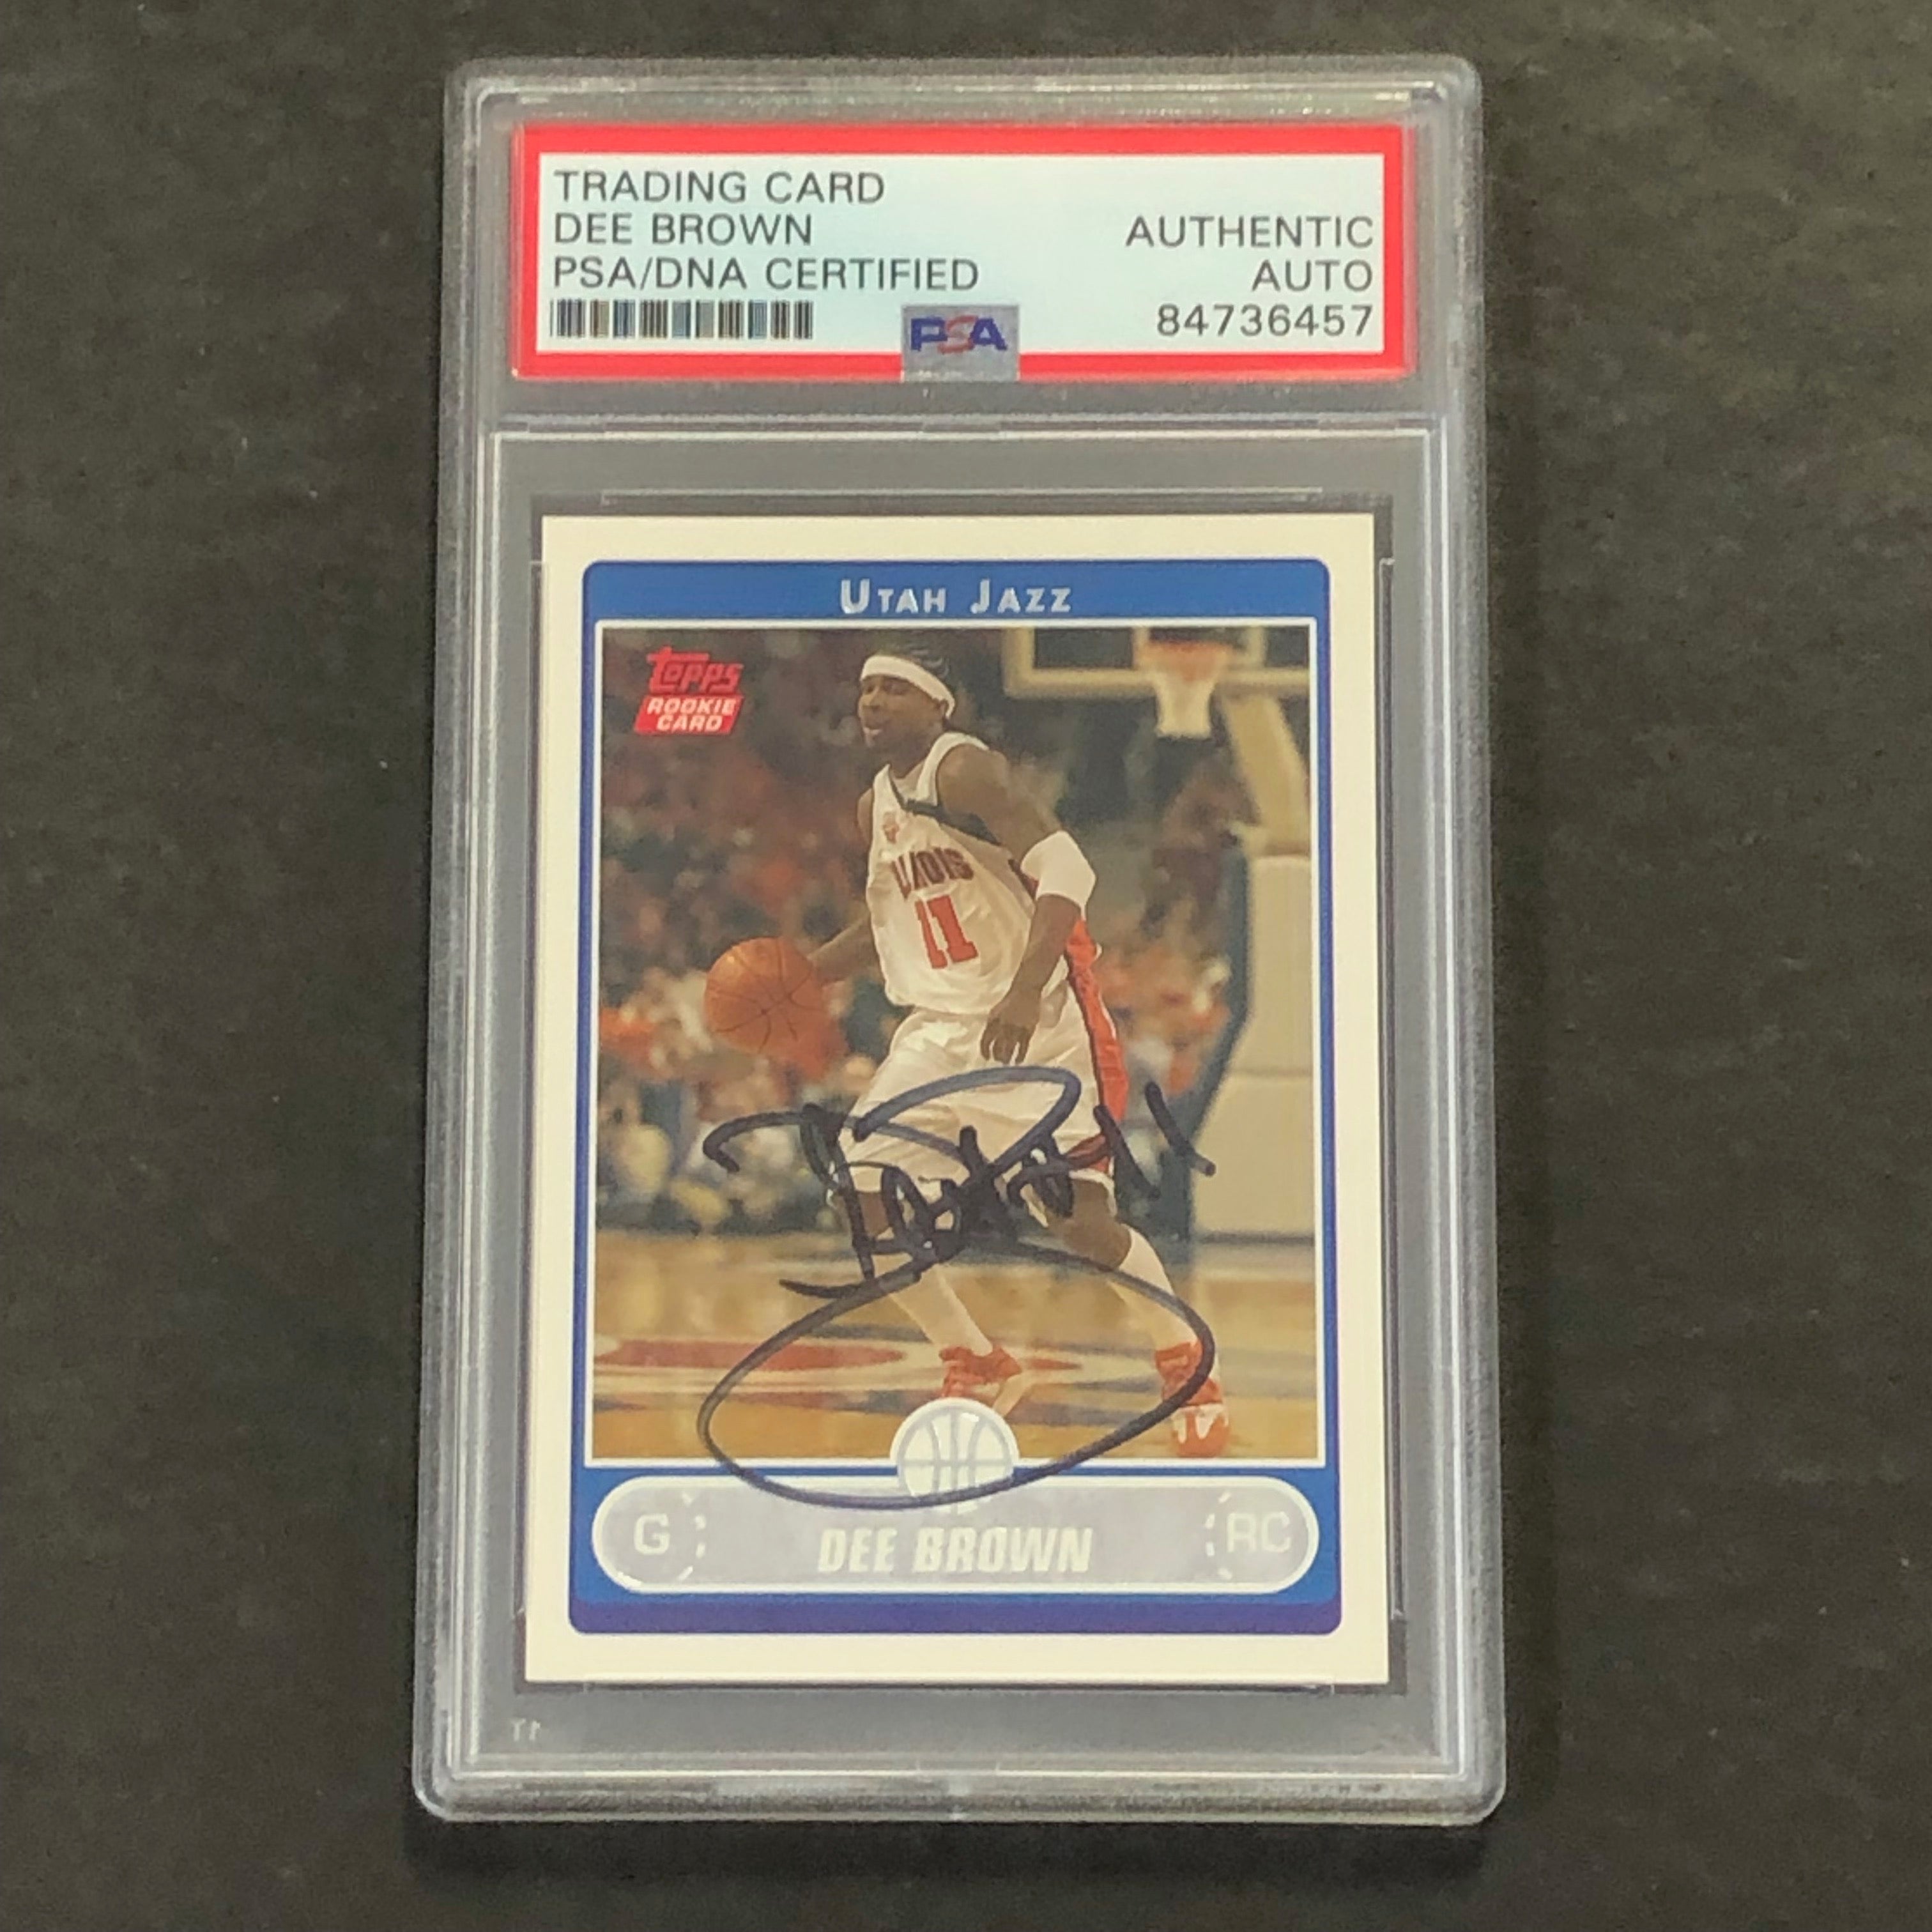 TRADING CARD
DEE BROWN
PSA/DNA CERTIFIED
AUTHENTIC
AUTO
84736457
PSA
UTAH JAZZ
topps
ROOKIE
CARD
ILLINOIS
11
G
DEE BROWN
RC